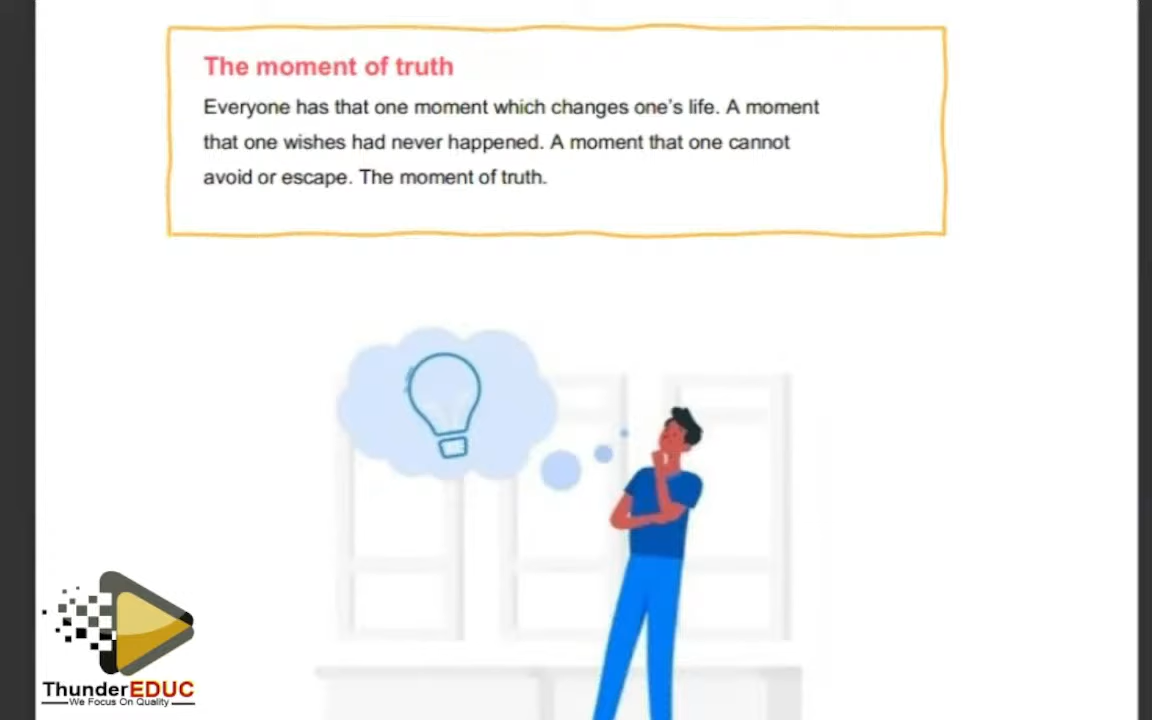 The moment of truth
Everyone has that one moment which changes one's life. A moment
that one wishes had never happened. A moment that one cannot
avoid or escape. The moment of truth.
ThunderEDUC
We Focus On Quality